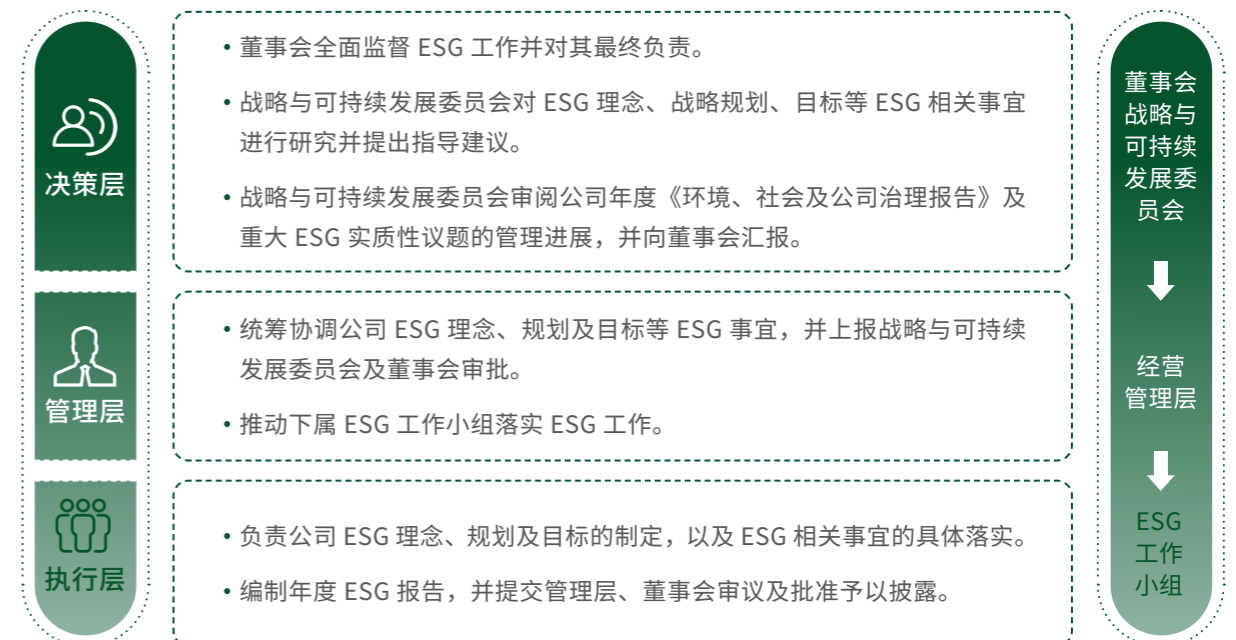 决策层
• 董事会全面监督 ESG 工作并对其最终负责。
• 战略与可持续发展委员会对 ESG 理念、战略规划、目标等 ESG 相关事宜
进行研究并提出指导建议。
• 战略与可持续发展委员会审阅公司年度《环境、社会及公司治理报告》及
重大 ESG 实质性议题的管理进展，并向董事会汇报。
董事会
战略与
可持续
发展委
员会
管理层
• 统筹协调公司 ESG 理念、规划及目标等 ESG 事宜，并上报战略与可持续
发展委员会及董事会审批。
• 推动下属 ESG 工作小组落实 ESG 工作。
经营
管理层
执行层
• 负责公司 ESG 理念、规划及目标的制定，以及 ESG 相关事宜的具体落实。
• 编制年度 ESG 报告，并提交管理层、董事会审议及批准予以披露。
ESG
工作
小组